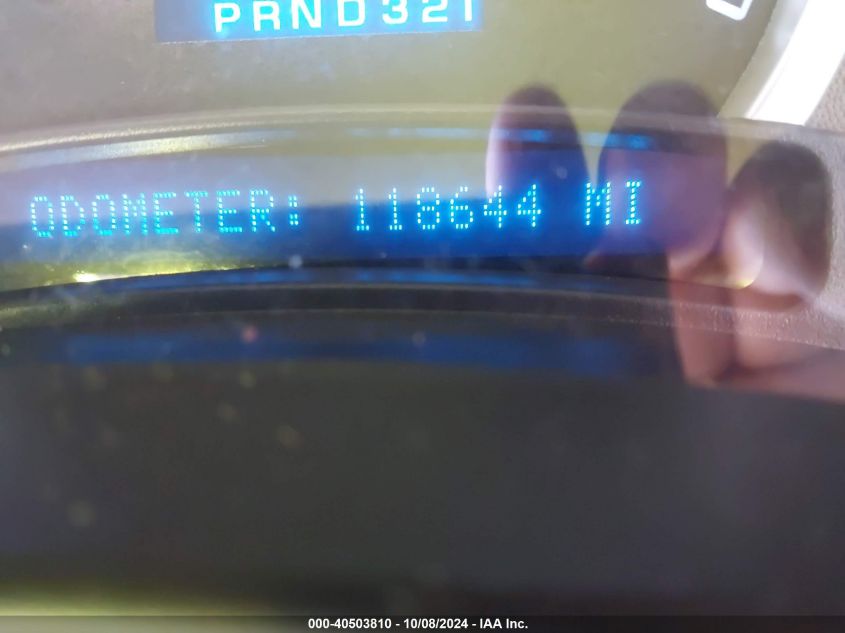 PRND321
ODOMETER: 118644 MI
000-40503810 - 10/08/2024 - IAA Inc.